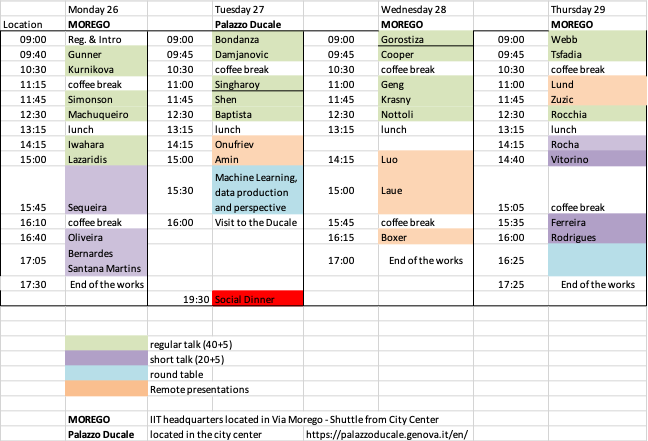 Monday 26 Tuesday 27 Wednesday 28 Thursday 29
Location MOREGO Palazzo Ducale MOREGO MOREGO
09:00 Reg. & Intro 09:00 Bondanza 09:00 Gorostiza 09:00 Webb
09:40 Gunner 09:45 Damjanovic 09:45 Cooper 09:45 Tsfadia
10:30 Kurnikova 10:30 coffee break 10:30 coffee break 10:30 coffee break
11:15 coffee break 11:00 Singharoy 11:00 Geng 11:00 Lund
11:45 Simonson 11:45 Shen 11:45 Krasny 11:45 Zuzic
12:30 Machuqueiro 12:30 Baptista 12:30 Nottoli 12:30 Rocchia
13:15 lunch 13:15 lunch 13:15 lunch 13:15 lunch
14:15 Iwahara 14:15 Onufriev 14:15 Rocha
15:00 Lazaridis 15:00 Amin 14:15 Luo 14:40 Vitorino
15:45 Sequeira 15:30 Machine Learning, data production and perspective 15:00 Laue 15:05 coffee break
16:10 coffee break 16:00 Visit to the Ducale 15:45 coffee break 15:35 Ferreira
16:40 Oliveira 16:15 Boxer 16:00 Rodrigues
17:05 Bernardes Santana Martins 17:00 End of the works 16:25
17:30 End of the works 17:25 End of the works
19:30 Social Dinner
regular talk (40+5)
short talk (20+5)
round table
Remote presentations
MOREGO IIT headquarters located in Via Morego - Shuttle from City Center
Palazzo Ducale located in the city center https://palazzoducale.genova.it/en/